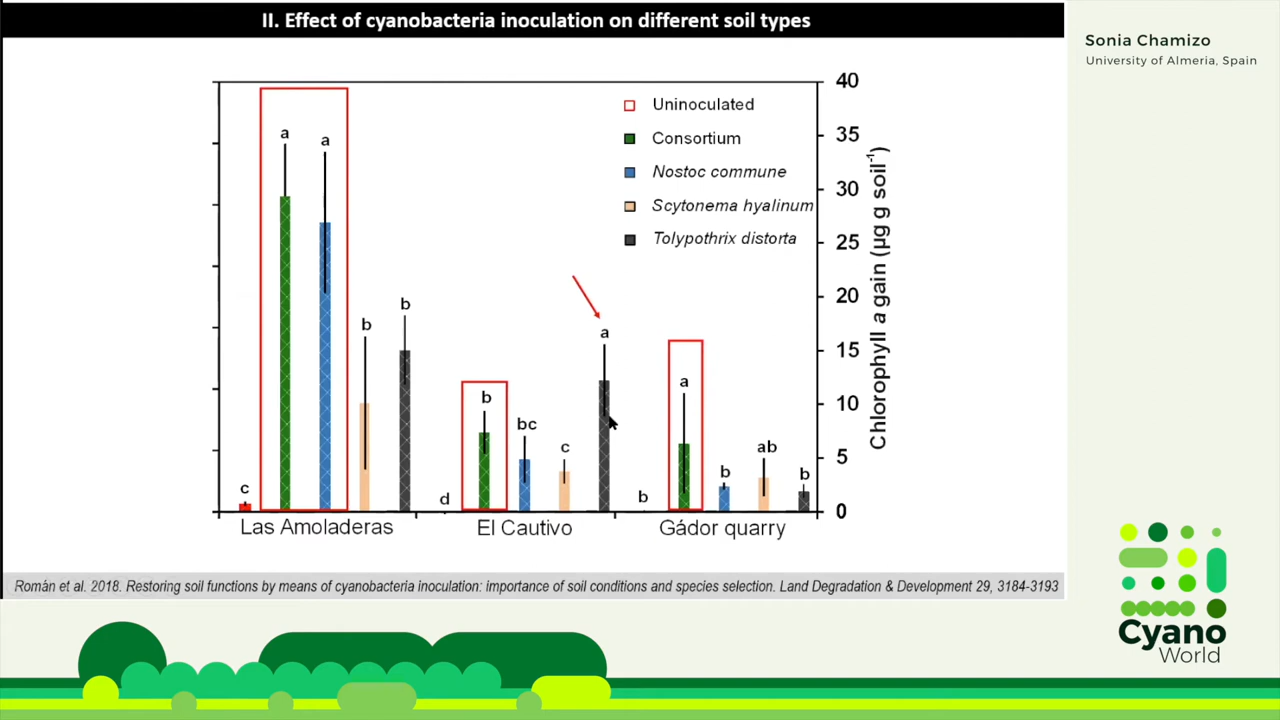 II. Effect of cyanobacteria inoculation on different soil types
Sonia Chamizo
University of Almeria, Spain
Uninoculated
Consortium
Nostoc commune
Scytonema hyalinum
Tolypothrix distorta
40
35
30
25
20
15
10
5
0
Chlorophyll a gain (µg g soil⁻¹)
c
a
a
b
b
d
b
bc
c
a
b
a
b
ab
b
Las Amoladeras
El Cautivo
Gádor quarry
Román et al. 2018. Restoring soil functions by means of cyanobacteria inoculation: importance of soil conditions and species selection. Land Degradation & Development 29, 3184-3193
Cyano
World